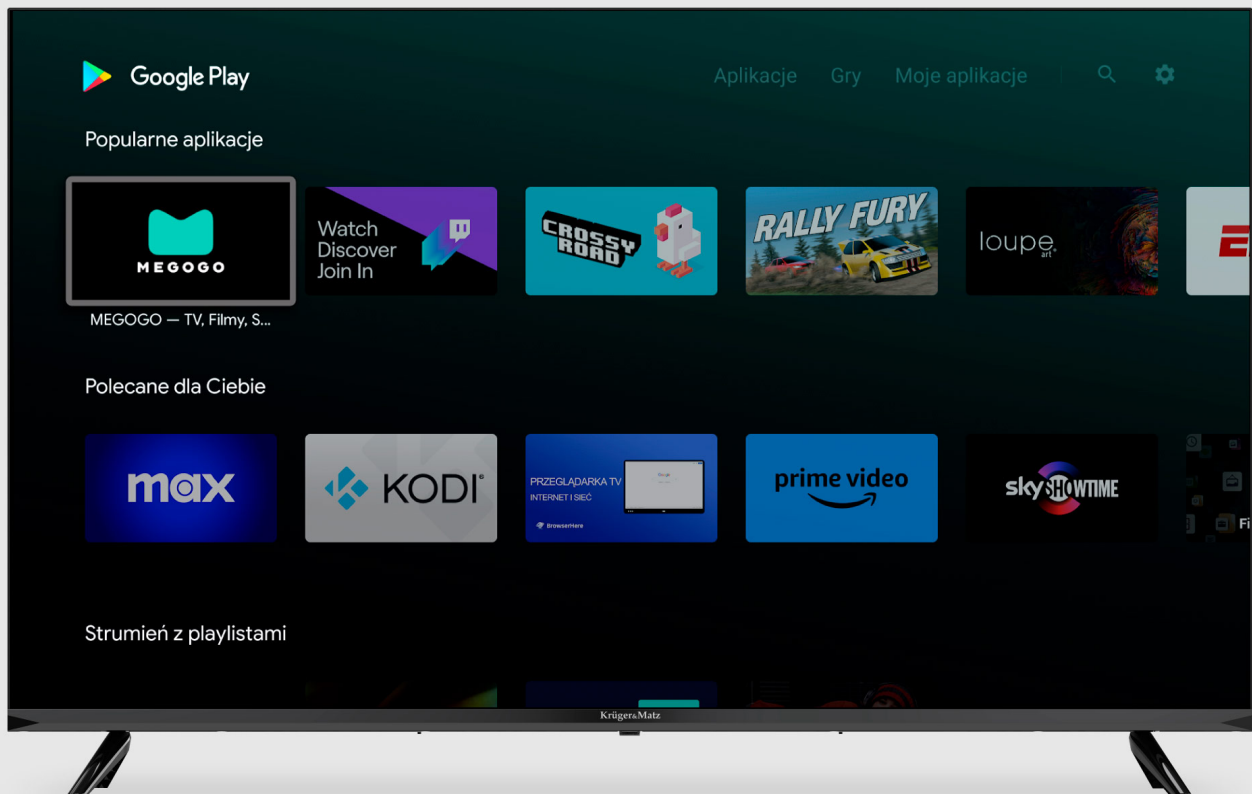 Google Play
Aplikacje Gry Moje aplikacje
Popularne aplikacje
MEGOGO
Watch
Discover
Join In
CROSSY
ROAD
RALLY FURY
loupe
art
MEGOGO — TV, Filmy, S...
Polecane dla Ciebie
max
KODI
PRZEGLĄDARKA TV
INTERNET I SIEĆ
Google
BrowserHere
prime video
skySHOWTIME
Fi
Strumień z playlistami
Krüger&Matz